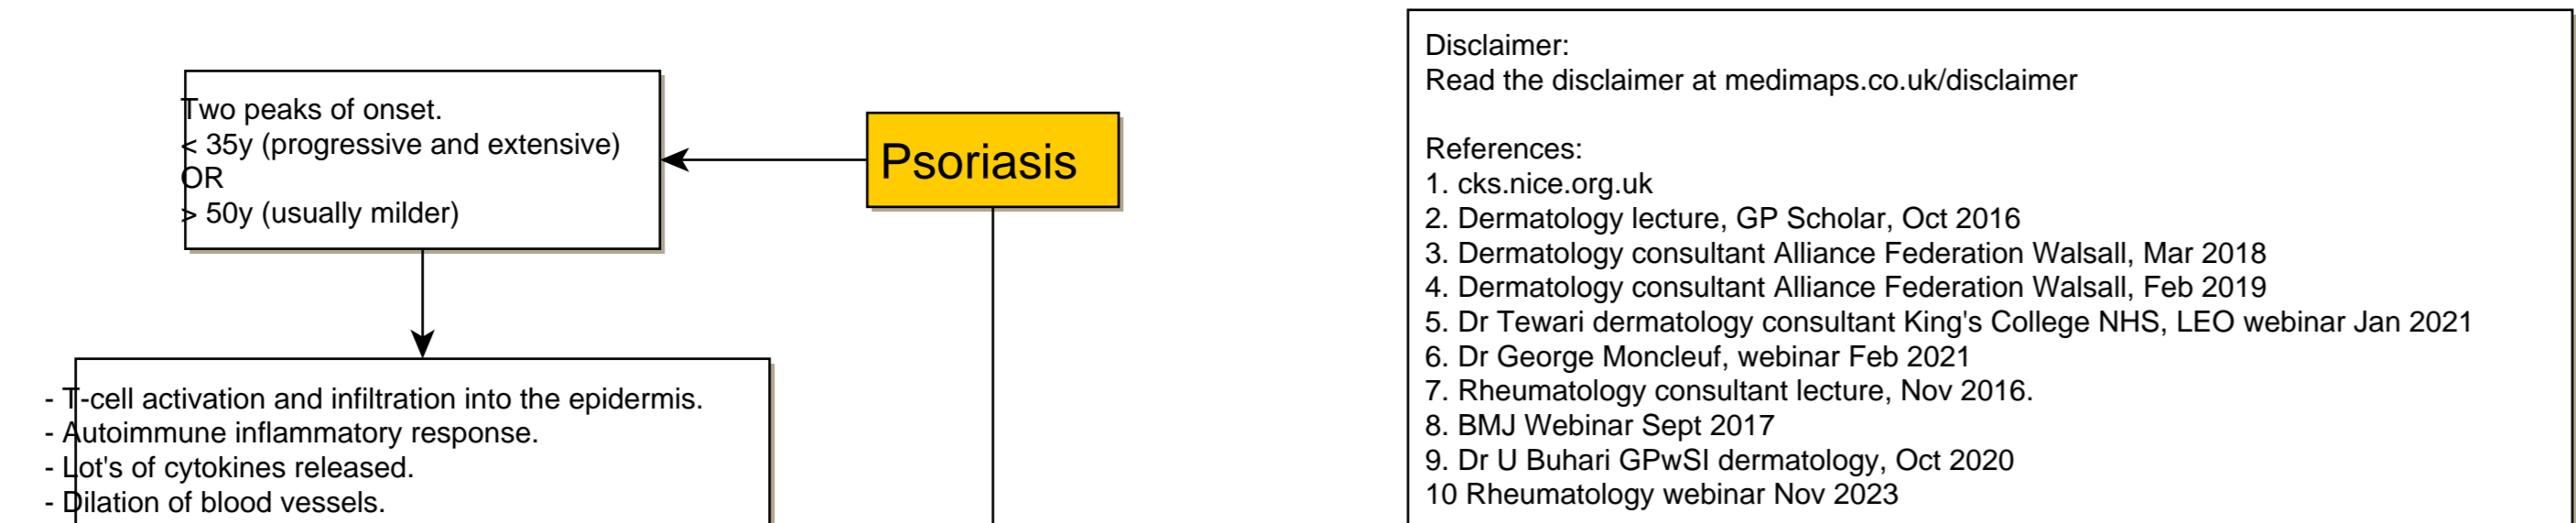 Two peaks of onset.
< 35y (progressive and extensive)
OR
> 50y (usually milder)
Psoriasis
- T-cell activation and infiltration into the epidermis.
- Autoimmune inflammatory response.
- Lot's of cytokines released.
- Dilation of blood vessels.
Disclaimer:
Read the disclaimer at medimaps.co.uk/disclaimer
References:
1. cks.nice.org.uk
2. Dermatology lecture, GP Scholar, Oct 2016
3. Dermatology consultant Alliance Federation Walsall, Mar 2018
4. Dermatology consultant Alliance Federation Walsall, Feb 2019
5. Dr Tewari dermatology consultant King's College NHS, LEO webinar Jan 2021
6. Dr George Moncleuf, webinar Feb 2021
7. Rheumatology consultant lecture, Nov 2016.
8. BMJ Webinar Sept 2017
9. Dr U Buhari GPwSI dermatology, Oct 2020
10 Rheumatology webinar Nov 2023